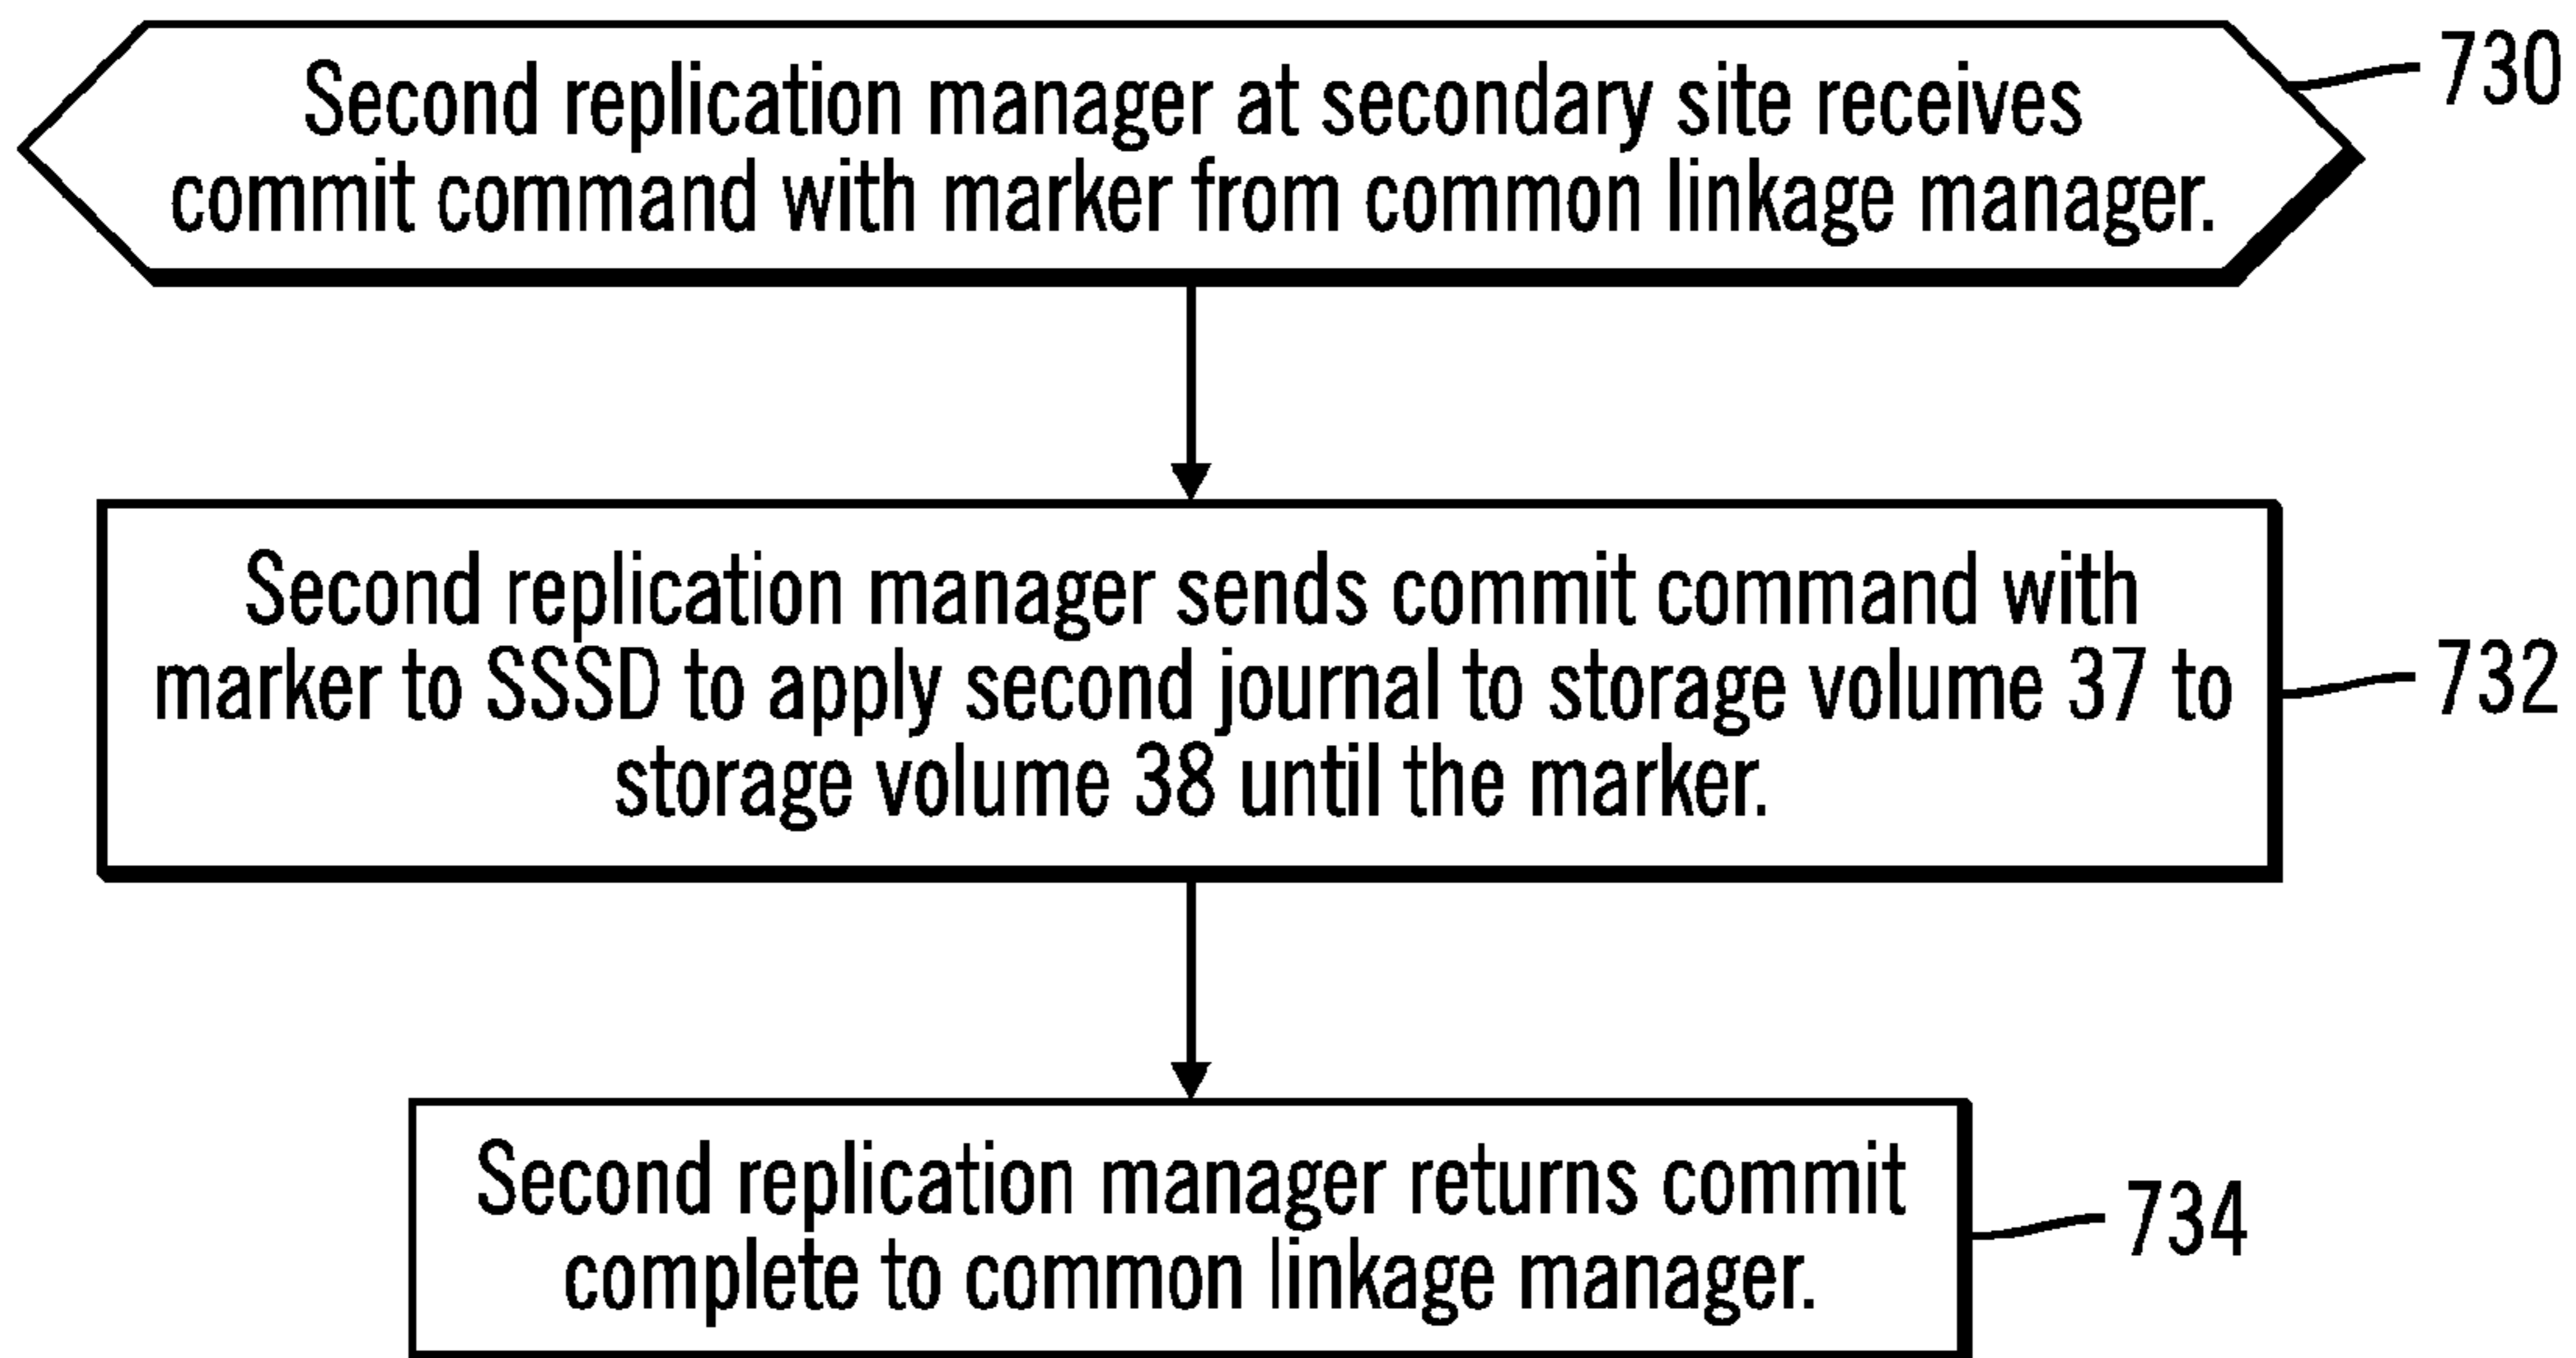 Second replication manager at secondary site receives
commit command with marker from common linkage manager.
730
Second replication manager sends commit command with
marker to SSSD to apply second journal to storage volume 37 to
storage volume 38 until the marker.
732
Second replication manager returns commit
complete to common linkage manager.
734